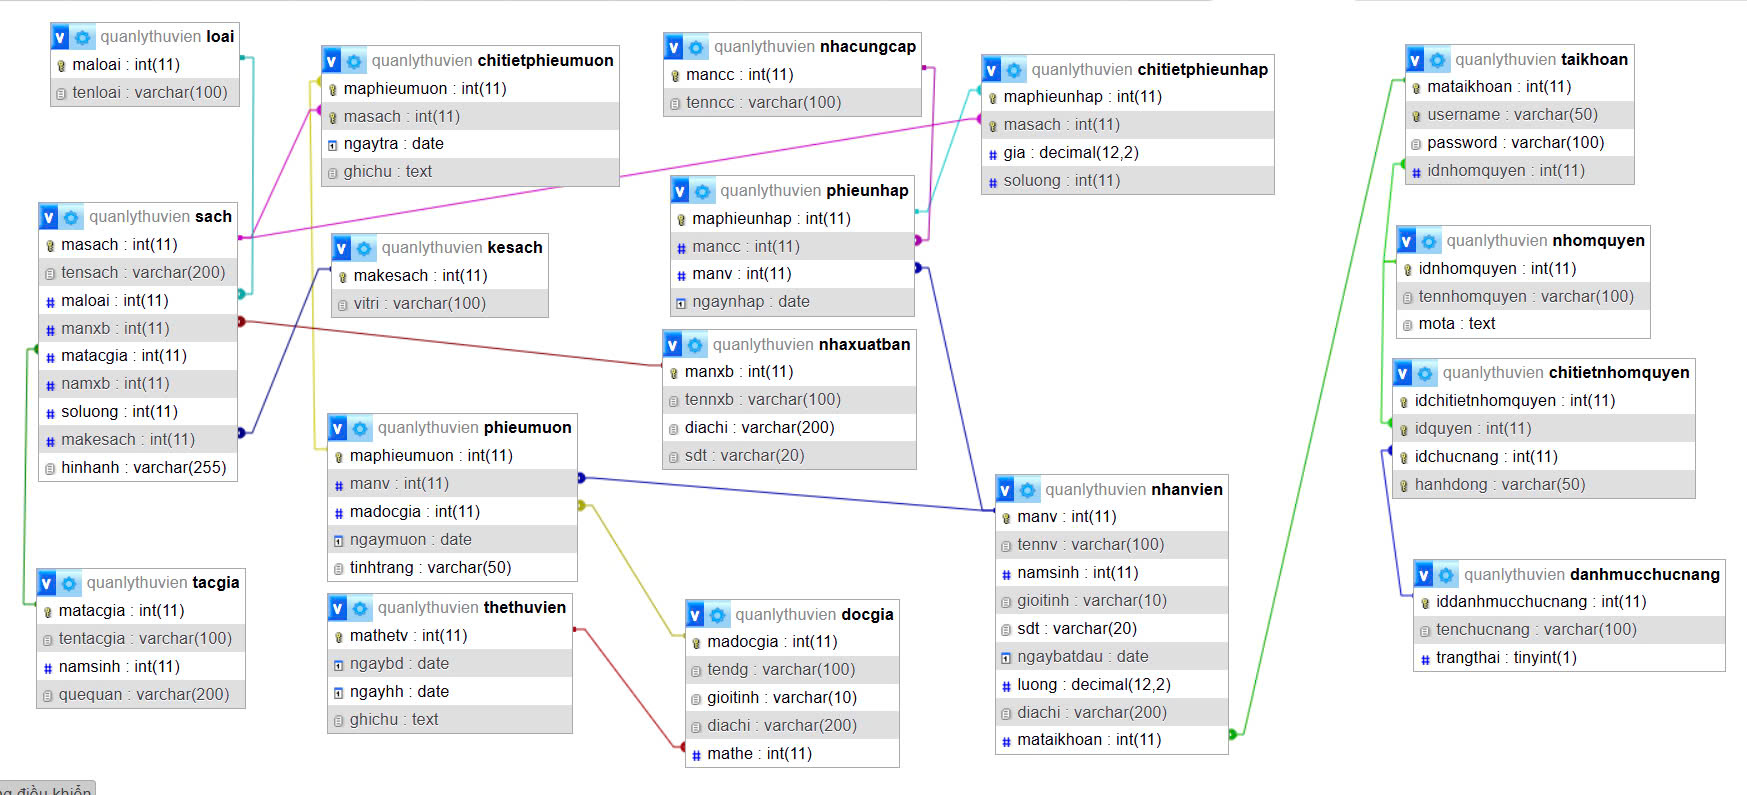 quanlythuvien loai
maloai : int(11)
tenloai : varchar(100)
quanlythuvien chitietphieumuon
maphieumuon : int(11)
masach : int(11)
ngaytra : date
ghichu : text
quanlythuvien nhacungcap
mancc : int(11)
tenncc : varchar(100)
quanlythuvien chitietphieunhap
maphieunhap : int(11)
masach : int(11)
gia : decimal(12,2)
soluong : int(11)
quanlythuvien taikhoan
mataikhoan : int(11)
username : varchar(50)
password : varchar(100)
idnhomquyen : int(11)
quanlythuvien sach
masach : int(11)
tensach : varchar(200)
maloai : int(11)
manxb : int(11)
matacgia : int(11)
namxb : int(11)
soluong : int(11)
makesach : int(11)
hinhanh : varchar(255)
quanlythuvien kesach
makesach : int(11)
vitri : varchar(100)
quanlythuvien phieunhap
maphieunhap : int(11)
mancc : int(11)
manv : int(11)
ngaynhap : date
quanlythuvien nhomquyen
idnhomquyen : int(11)
tennhomquyen : varchar(100)
mota : text
quanlythuvien nhaxuatban
manxb : int(11)
tennxb : varchar(100)
diachi : varchar(200)
sdt : varchar(20)
quanlythuvien chitietnhomquyen
idchitietnhomquyen : int(11)
idquyen : int(11)
idchucnang : int(11)
hanhdong : varchar(50)
quanlythuvien phieumuon
maphieumuon : int(11)
manv : int(11)
madocgia : int(11)
ngaymuon : date
tinhtrang : varchar(50)
quanlythuvien nhanvien
manv : int(11)
tennv : varchar(100)
namsinh : int(11)
gioitinh : varchar(10)
sdt : varchar(20)
ngaybatdau : date
luong : decimal(12,2)
diachi : varchar(200)
mataikhoan : int(11)
quanlythuvien tacgia
matacgia : int(11)
tentacgia : varchar(100)
namsinh : int(11)
quequan : varchar(200)
quanlythuvien thethuvien
mathetv : int(11)
ngaybd : date
ngayhh : date
ghichu : text
quanlythuvien docgia
madocgia : int(11)
tendg : varchar(100)
gioitinh : varchar(10)
diachi : varchar(200)
mathe : int(11)
quanlythuvien danhmucchucnang
iddanhmucchucnang : int(11)
tenchucnang : varchar(100)
trangthai : tinyint(1)
điều khiển